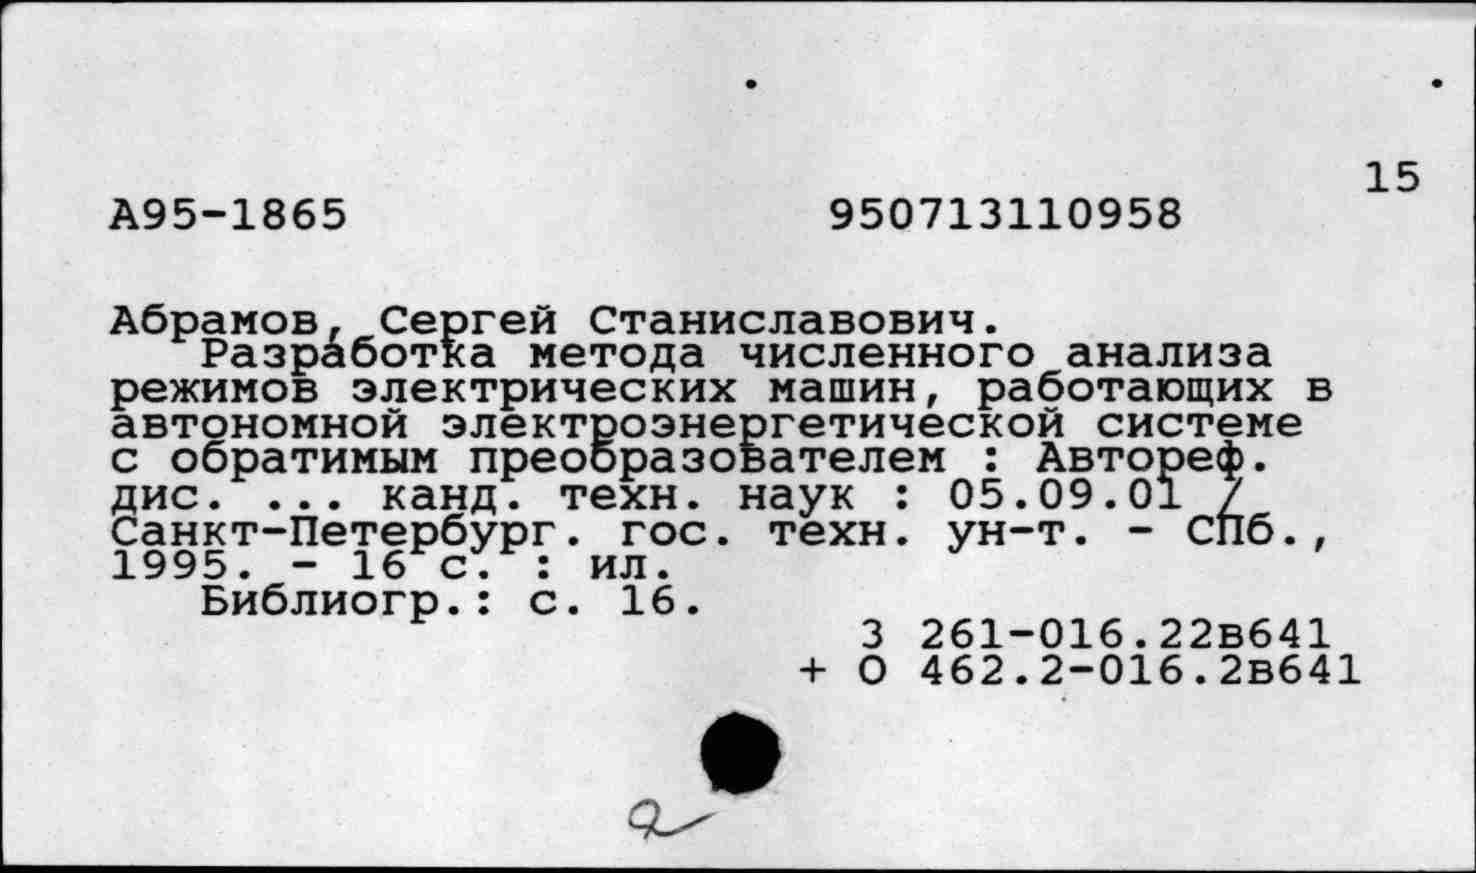 15
А95-1865 950713110958
Абрамов, Сергей Станиславович.
Разработка метода численного анализа
режимов электрических машин, работающих в
автономной электроэнергетической системе
с обратимым преобразователем : Автореф.
дис. ... канд. техн. наук : 05.09.01 /
Санкт-Петербург. гос. техн. ун-т. - СПб.,
1995. - 16 с. : ил.
Библиогр.: с. 16.
З 261-016.22в641
+ О 462.2-016.2в641